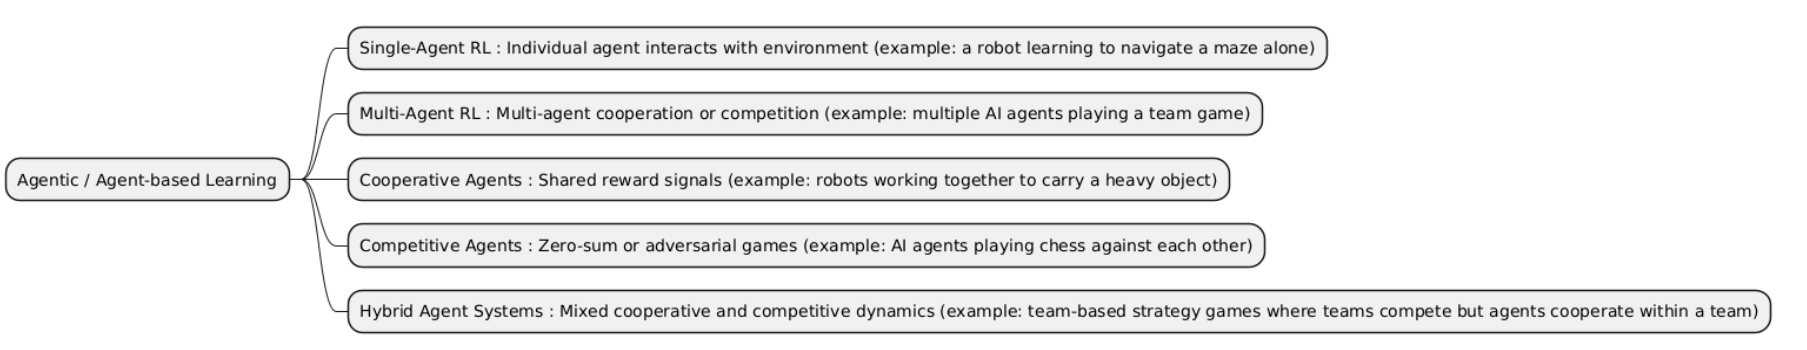 Single-Agent RL : Individual agent interacts with environment (example: a robot learning to navigate a maze alone)
Multi-Agent RL : Multi-agent cooperation or competition (example: multiple AI agents playing a team game)
Agentic / Agent-based Learning
Cooperative Agents : Shared reward signals (example: robots working together to carry a heavy object)
Competitive Agents : Zero-sum or adversarial games (example: AI agents playing chess against each other)
Hybrid Agent Systems : Mixed cooperative and competitive dynamics (example: team-based strategy games where teams compete but agents cooperate within a team)